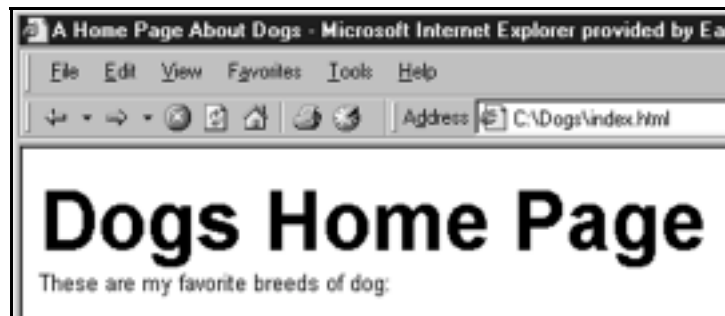 A Home Page About Dogs - Microsoft Internet Explorer provided by Ea
File Edit View Favorites Tools Help
Address C:\Dogs\index.html
Dogs Home Page
These are my favorite breeds of dog: